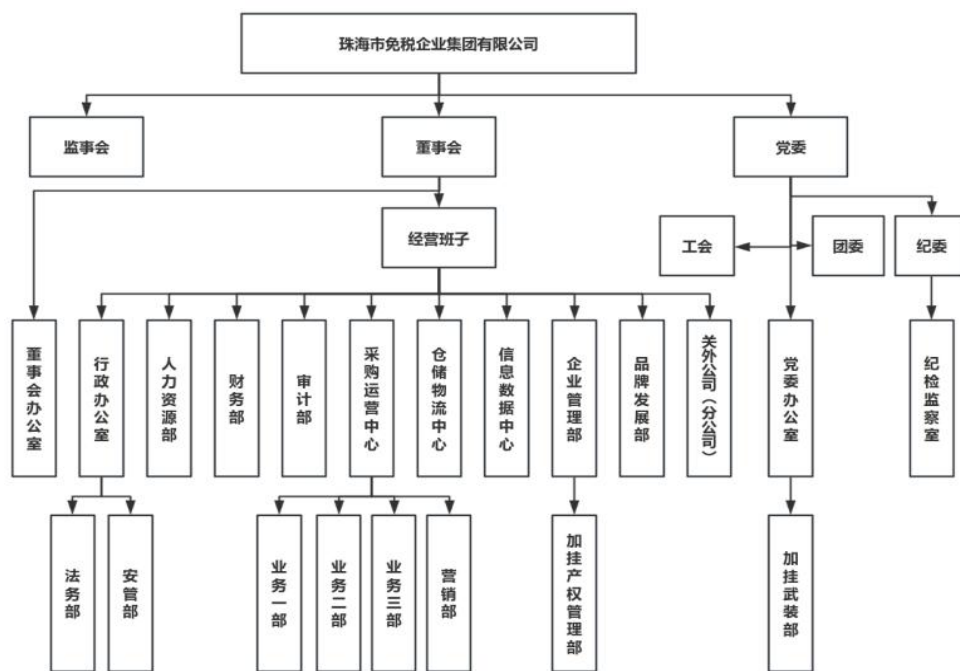 珠海市免税企业集团有限公司
监事会
董事会
党委
经营班子
工会
团委
纪委
董事会办公室
行政办公室
人力资源部
财务部
审计部
采购运营中心
仓储物流中心
信息数据中心
企业管理部
品牌发展部
关外公司（分公司）
党委办公室
纪检监察室
法务部
安管部
业务一部
业务二部
业务三部
营销部
加挂产权管理部
加挂武装部